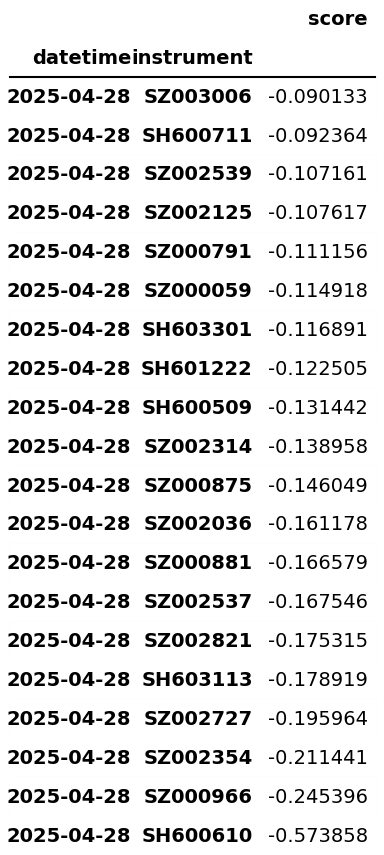 score
datetime instrument
2025-04-28 SZ003006 -0.090133
2025-04-28 SH600711 -0.092364
2025-04-28 SZ002539 -0.107161
2025-04-28 SZ002125 -0.107617
2025-04-28 SZ000791 -0.111156
2025-04-28 SZ000059 -0.114918
2025-04-28 SH603301 -0.116891
2025-04-28 SH601222 -0.122505
2025-04-28 SH600509 -0.131442
2025-04-28 SZ002314 -0.138958
2025-04-28 SZ000875 -0.146049
2025-04-28 SZ002036 -0.161178
2025-04-28 SZ000881 -0.166579
2025-04-28 SZ002537 -0.167546
2025-04-28 SZ002821 -0.175315
2025-04-28 SH603113 -0.178919
2025-04-28 SZ002727 -0.195964
2025-04-28 SZ002354 -0.211441
2025-04-28 SZ000966 -0.245396
2025-04-28 SH600610 -0.573858